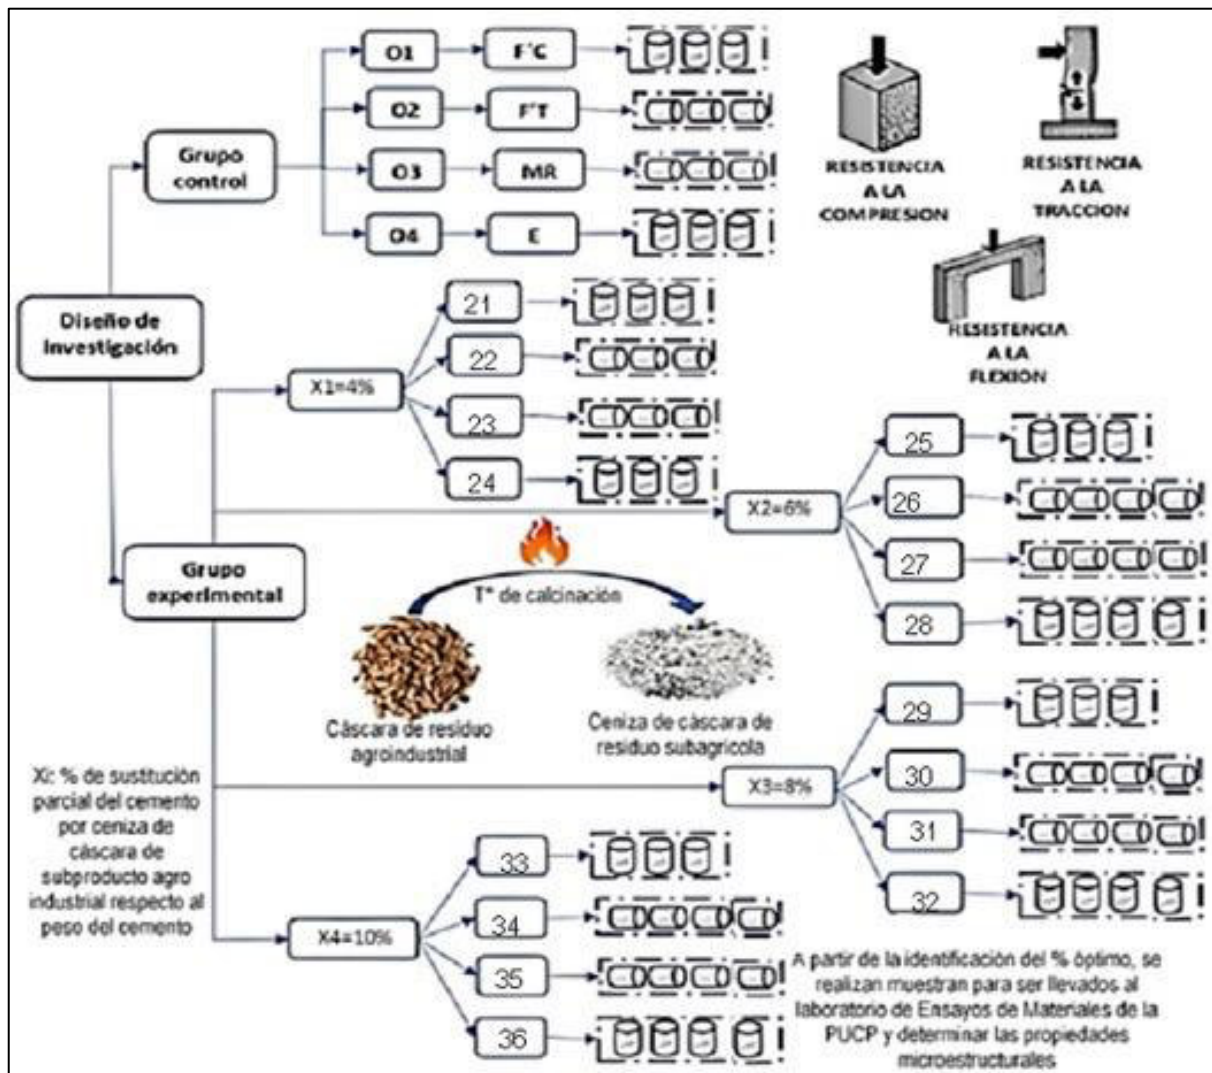 O1
F'C
O2
F'T
O3
MR
O4
E
Grupo
control
RESISTENCIA
A LA
COMPRESION
RESISTENCIA
A LA
TRACCION
RESISTENCIA
A LA
FLEXION
Diseño de
Investigación
X1=4%
21
22
23
24
X2=6%
25
26
27
28
Grupo
experimental
T° de calcinación
Cáscara de residuo
agroindustrial
Ceniza de cáscara de
residuo subagrícola
Xi: % de sustitución
parcial del cemento
por ceniza de
cáscara de
subproducto agro
industrial respecto al
peso del cemento
X3=8%
29
30
31
32
X4=10%
33
34
35
36
A partir de la identificación del % óptimo, se
realizan muestran para ser llevados al
laboratorio de Ensayos de Materiales de la
PUCP y determinar las propiedades
microestructurales